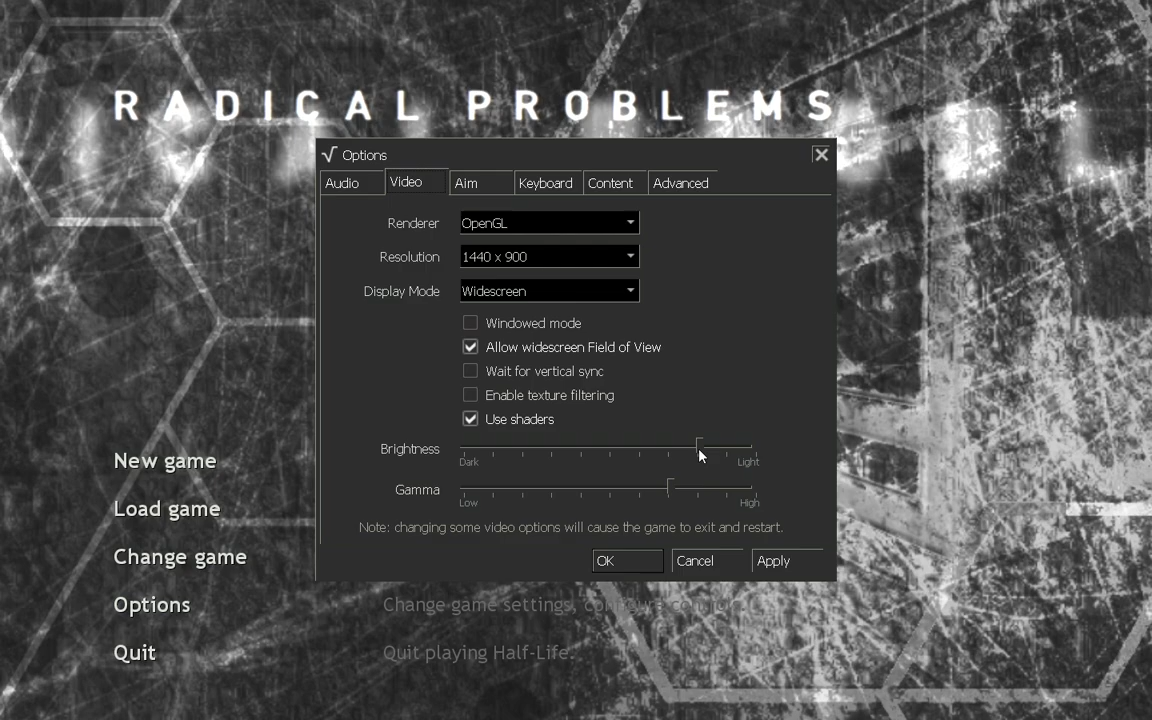 RADICAL PROBLEMS
Options
Audio Video Aim Keyboard Content Advanced
Renderer OpenGL
Resolution 1440 x 900
Display Mode Widescreen
Windowed mode
Allow widescreen Field of View
Wait for vertical sync
Enable texture filtering
Use shaders
Brightness
Dark Light
Gamma
Low High
Note: changing some video options will cause the game to exit and restart.
OK Cancel Apply
New game
Load game
Change game
Options Change game settings, configure controls.
Quit Quit playing Half-Life.